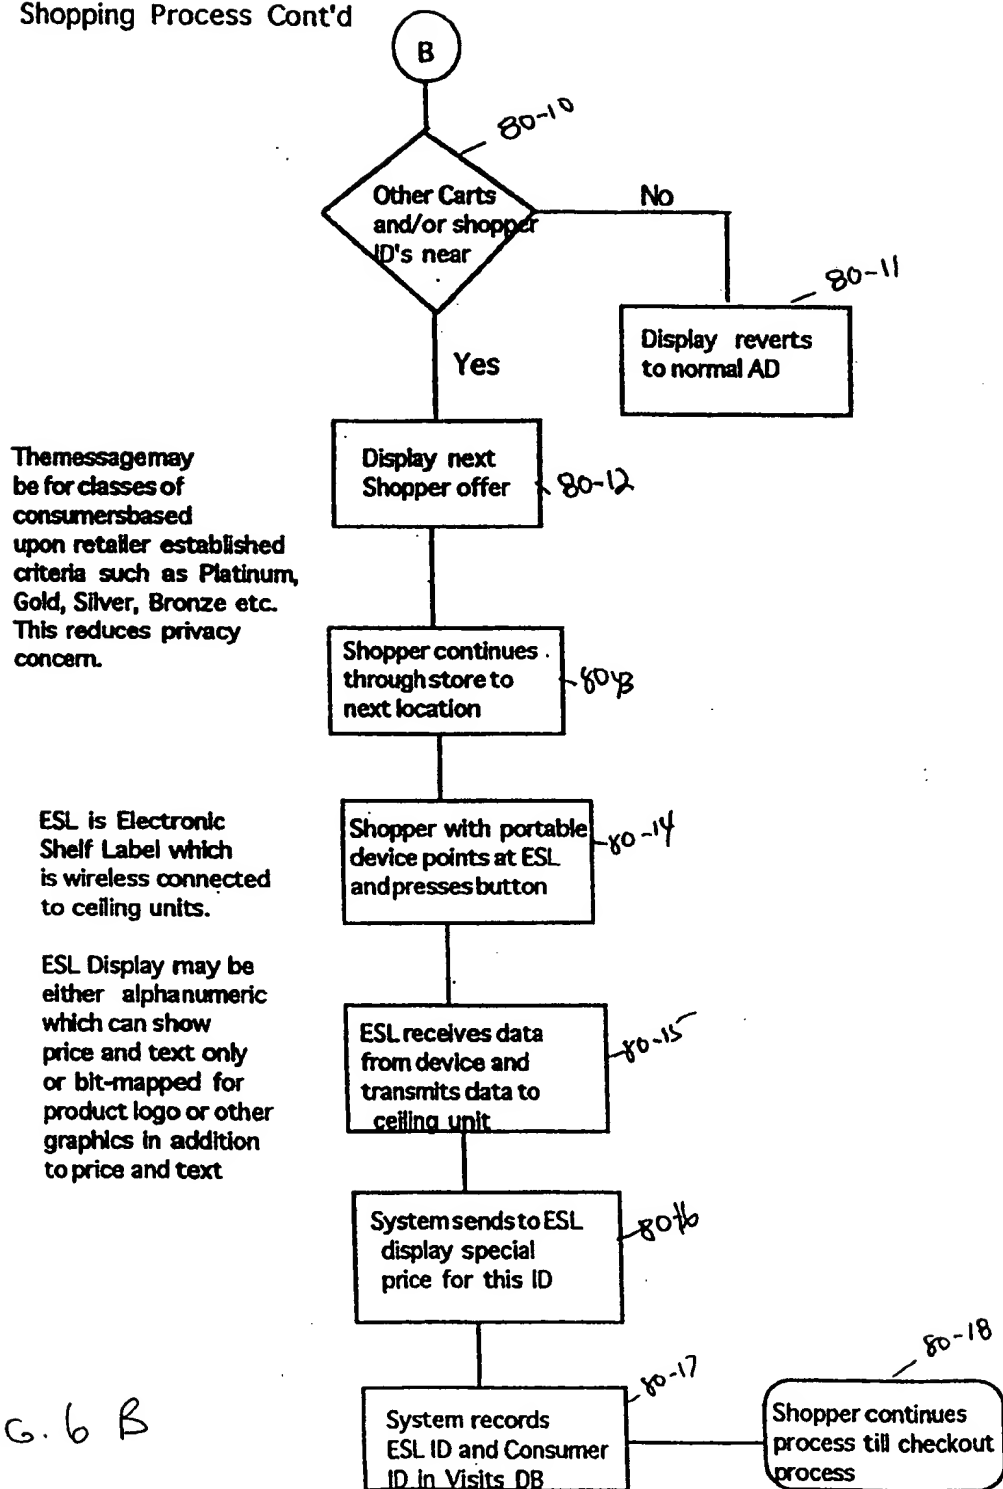 Shopping Process Cont'd
B
80-10
Other Carts
and/or shopper
ID's near
No
80-11
Display reverts
to normal AD
Yes
Display next
Shopper offer
80-12
Themessagemay
be for classes of
consumersbased
upon retailer established
criteria such as Platinum,
Gold, Silver, Bronze etc.
This reduces privacy
concern.
Shopper continues
through store to
next location
80-13
ESL is Electronic
Shelf Label which
is wireless connected
to ceiling units.
Shopper with portable
device points at ESL
and presses button
80-14
ESL Display may be
either alphanumeric
which can show
price and text only
or bit-mapped for
product logo or other
graphics in addition
to price and text
ESL receives data
from device and
transmits data to
ceiling unit
80-15
System sends to ESL
display special
price for this ID
80-16
System records
ESL ID and Consumer
ID in Visits DB
80-17
80-18
Shopper continues
process till checkout
process
G. 6 B